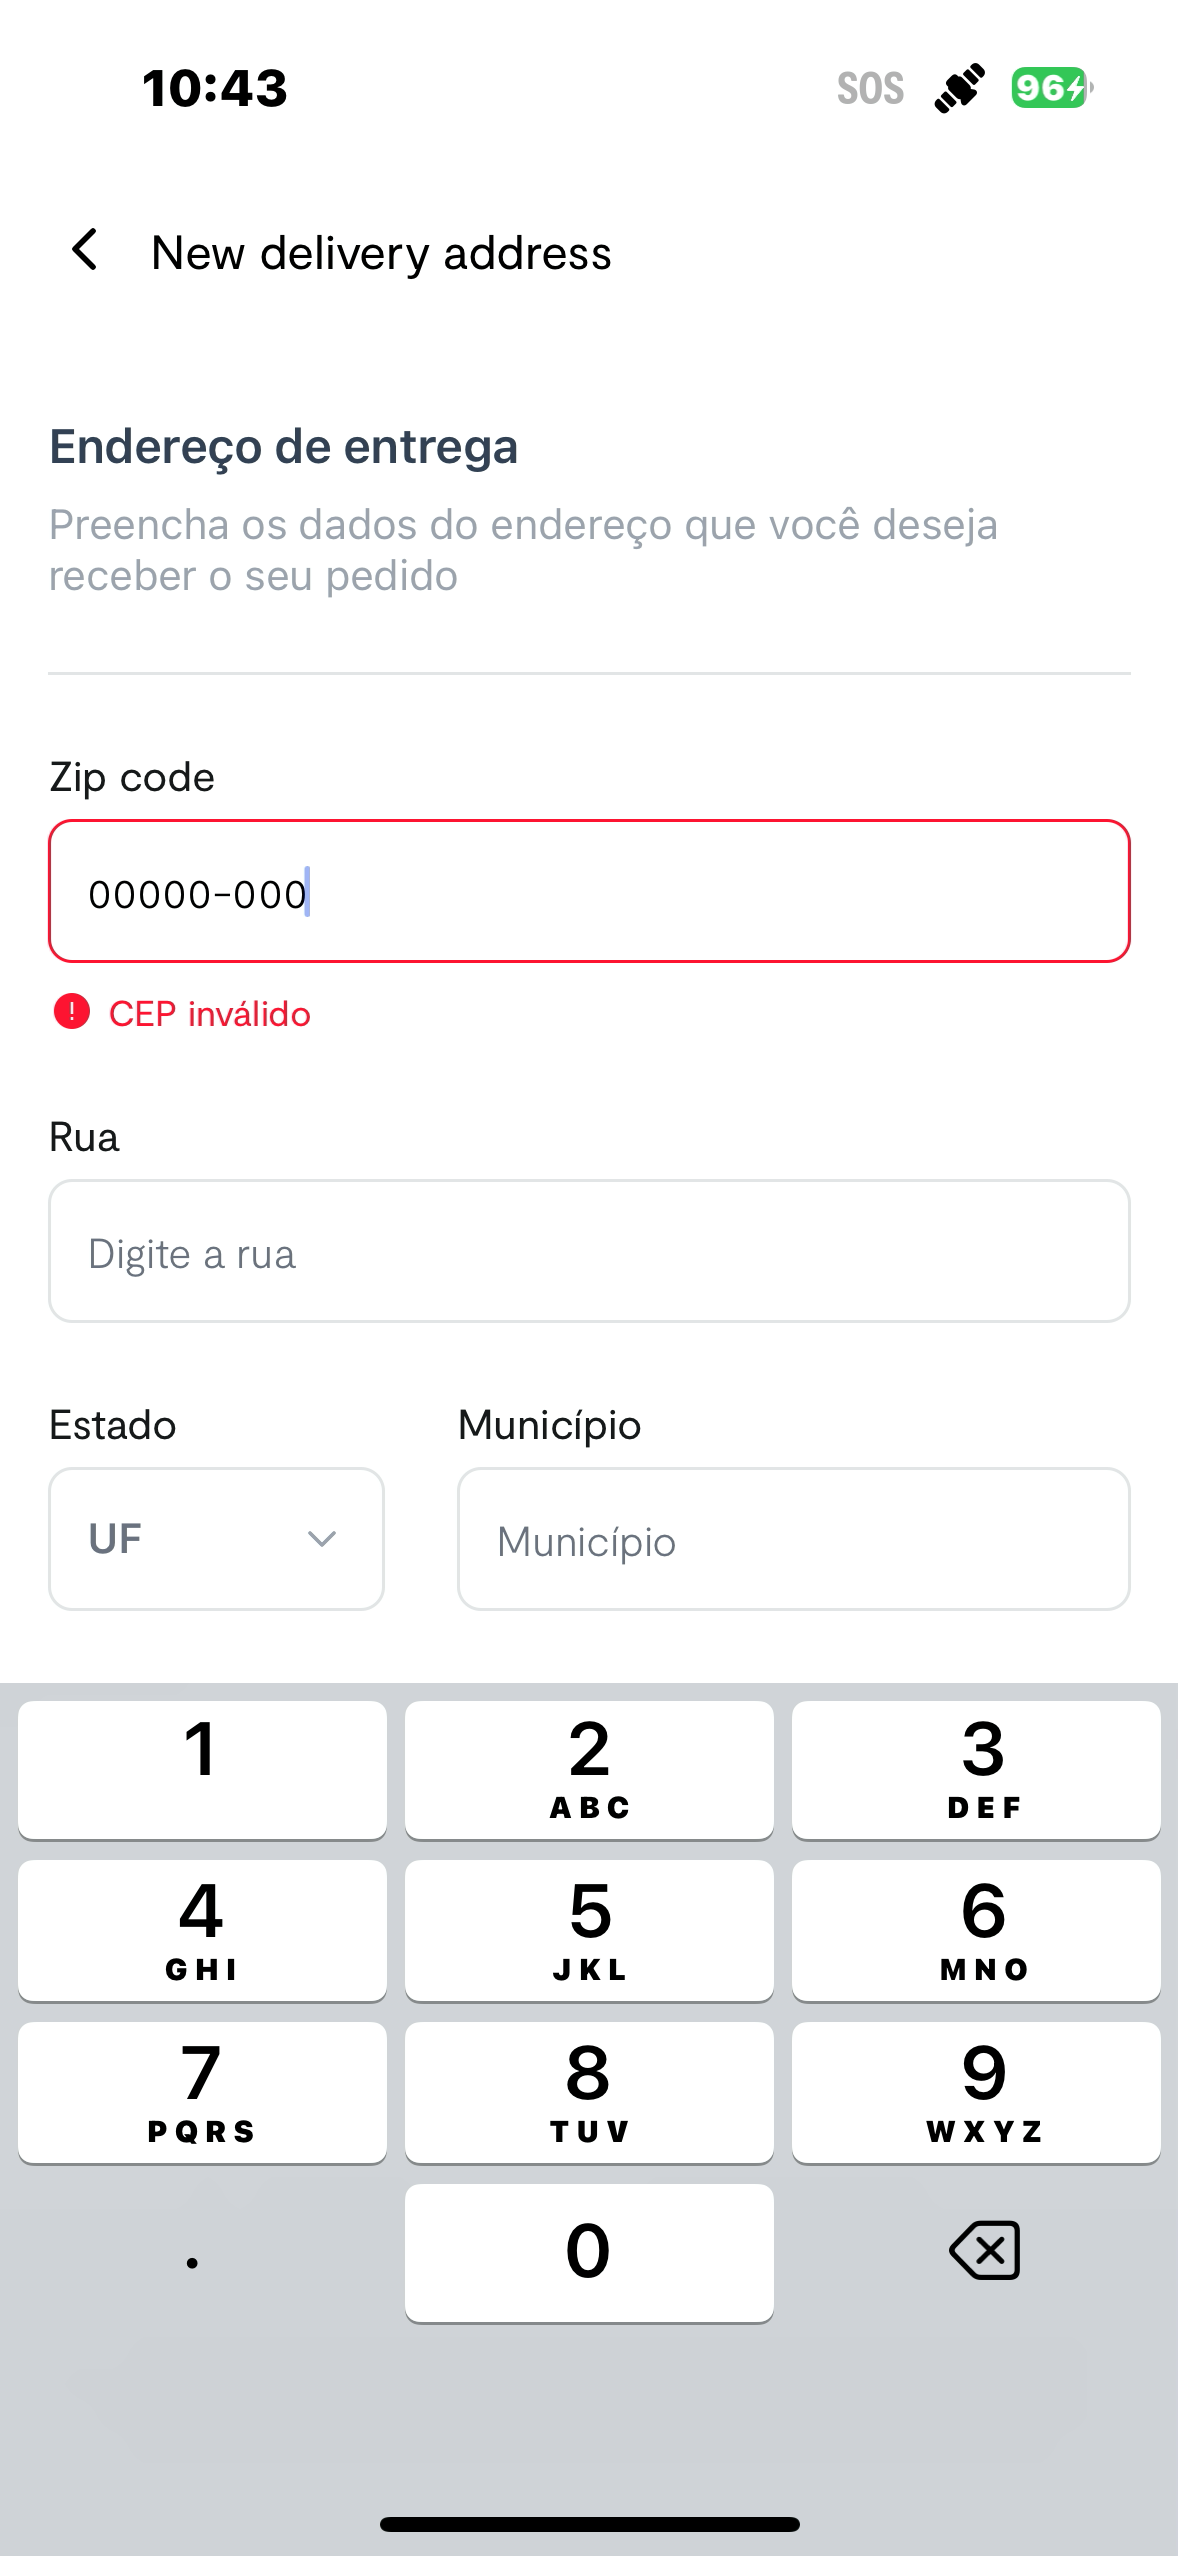 10:43 SOS 96
New delivery address
Endereço de entrega
Preencha os dados do endereço que você deseja
receber o seu pedido
Zip code
00000-000
! CEP inválido
Rua
Digite a rua
Estado Município
UF Município
1 2 3
ABC DEF
4 5 6
GHI JKL MNO
7 8 9
PQRS TUV WXYZ
. 0